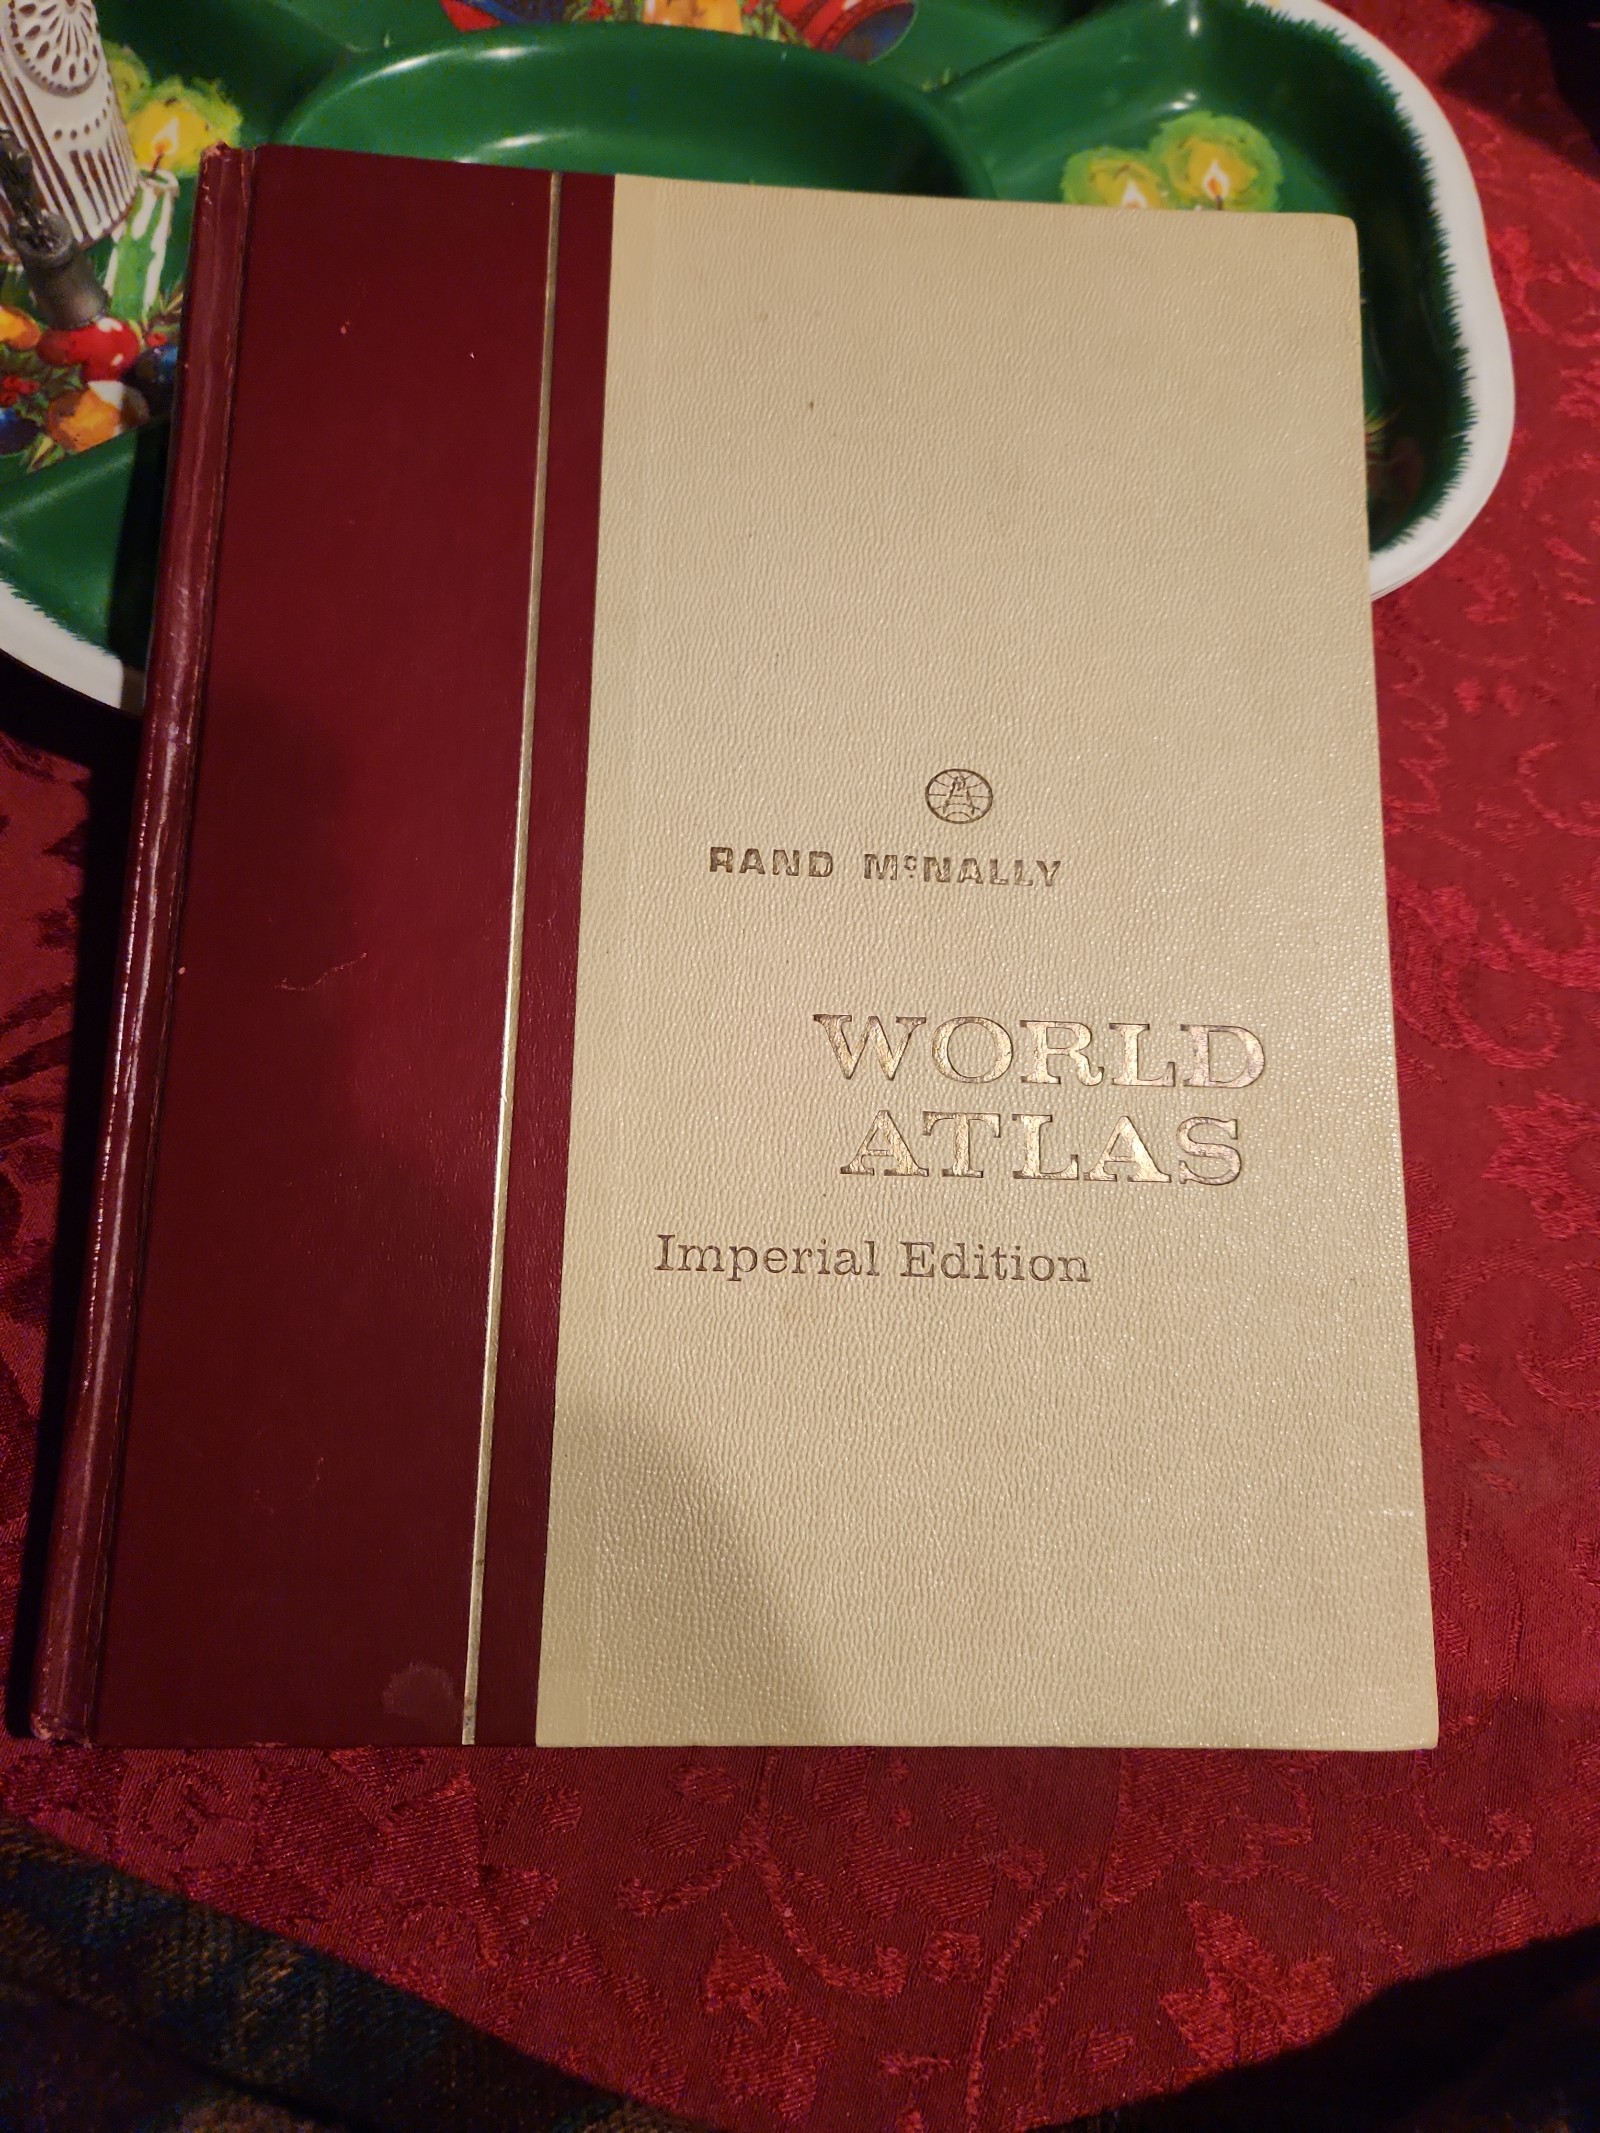 RAND McNALLY
WORLD
ATLAS
Imperial Edition